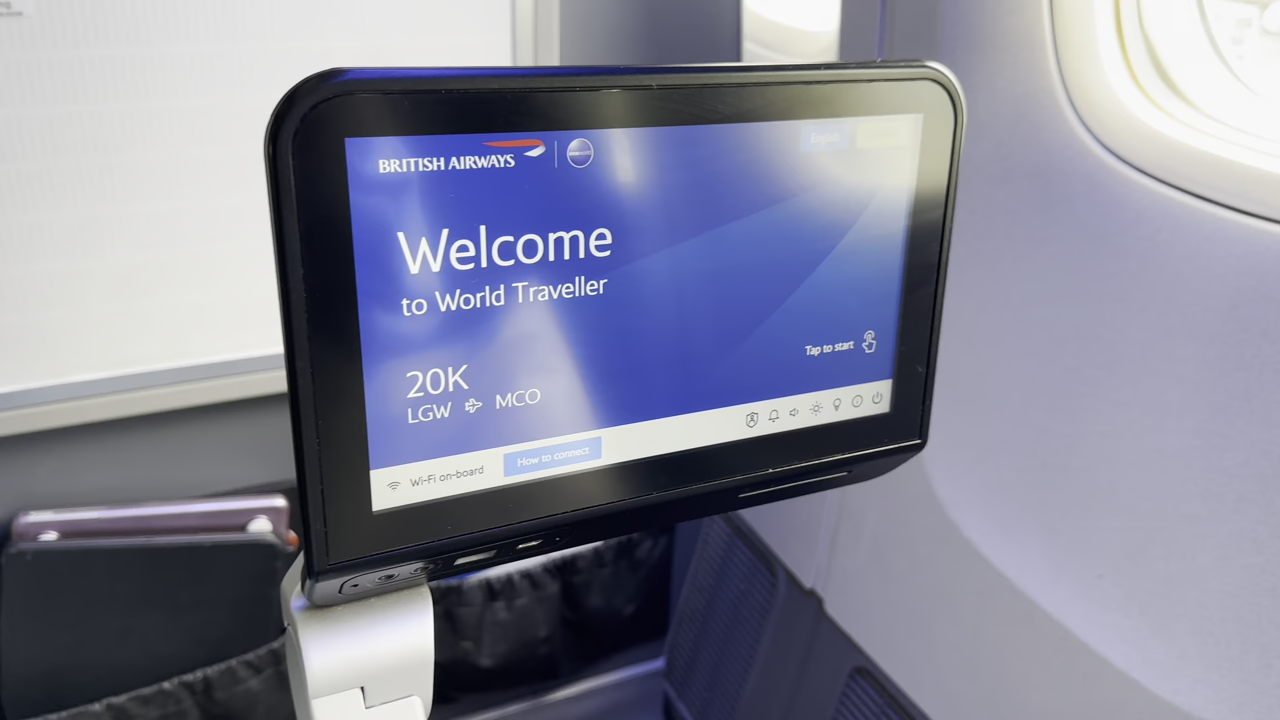 BRITISH AIRWAYS
English
Welcome
to World Traveller
Tap to start
20K
LGW MCO
Wi-Fi on-board
How to connect